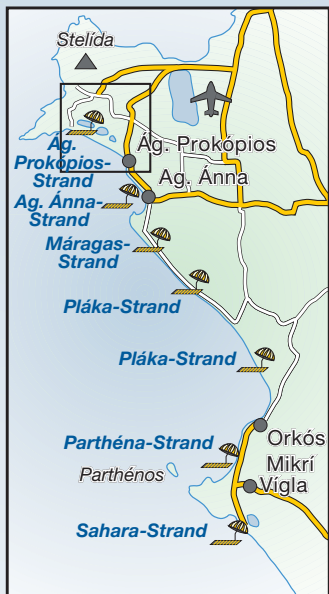 Stelída
Ág. Prokópios
Ag.
Prokópios-
Strand
Ag. Ánna
Ag. Ánna-
Strand
Máragas-
Strand
Pláka-Strand
Pláka-Strand
Orkós
Parthéna-Strand
Mikrí
Vígla
Parthénos
Sahara-Strand